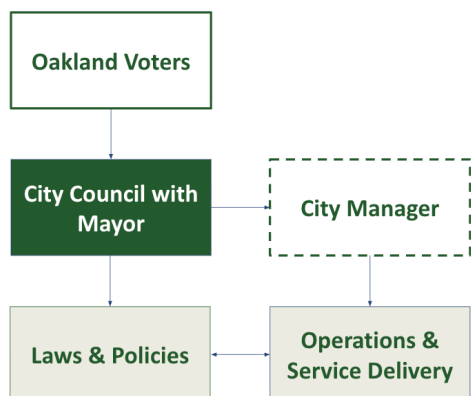 Oakland Voters
City Council with
Mayor
City Manager
Laws & Policies
Operations &
Service Delivery